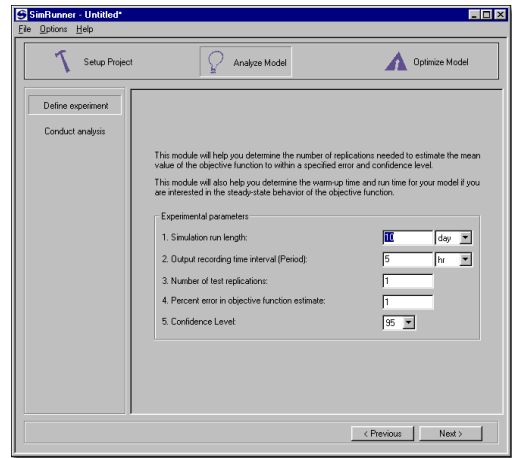 SimRunner - Untitled*
File Options Help
Setup Project
Analyze Model
Optimize Model
Define experiment
Conduct analysis
This module will help you determine the number of replications needed to estimate the mean
value of the objective function to within a specified error and confidence level.
This module will also help you determine the warm-up time and run time for your model if you
are interested in the steady-state behavior of the objective function.
Experimental parameters
1. Simulation run length: 10 day
2. Output recording time interval (Period): 5 hr
3. Number of test replications: 1
4. Percent error in objective function estimate: 1
5. Confidence Level: 95
< Previous Next >